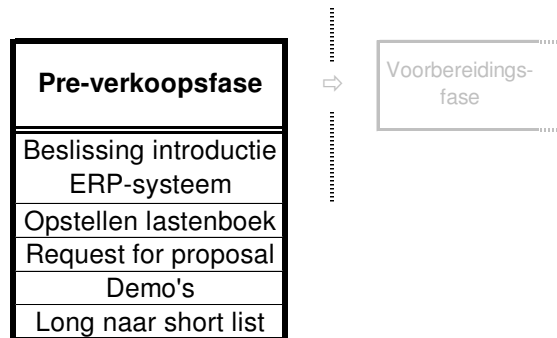 Pre-verkoopsfase
Beslissing introductie
ERP-systeem
Opstellen lastenboek
Request for proposal
Demo's
Long naar short list
⇨
Voorbereidings-
fase